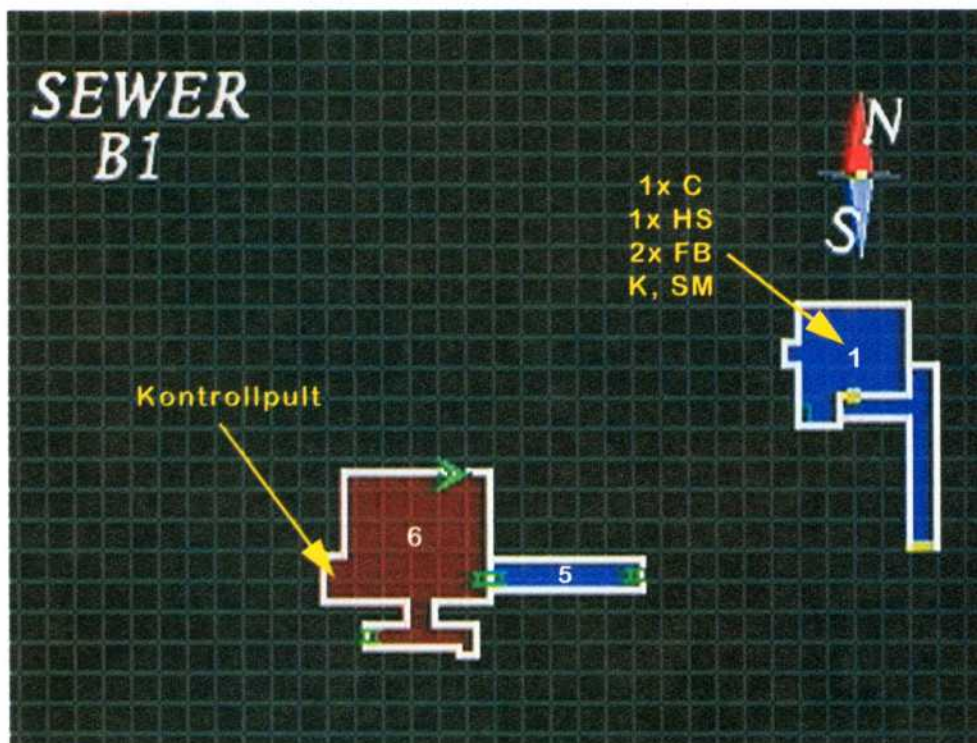 SEWER
B1
N
S
1x C
1x HS
2x FB
K, SM
1
Kontrollpult
6
5